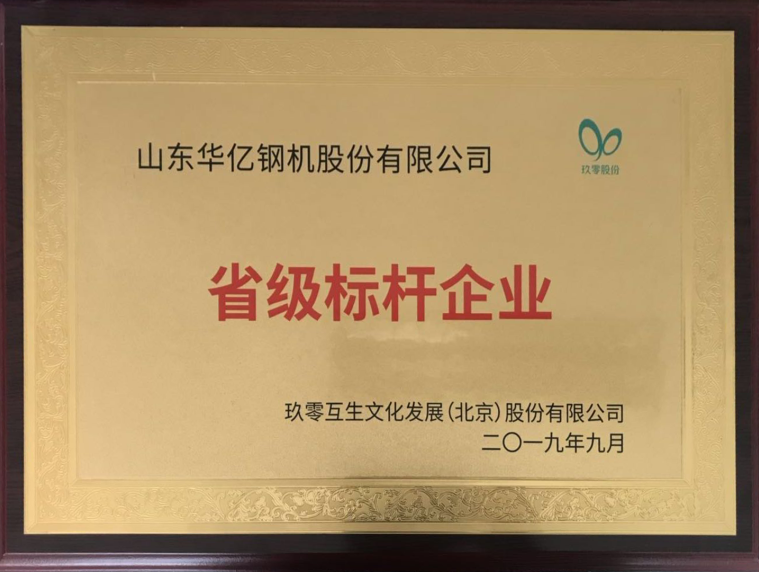 山东华亿钢机股份有限公司
玖零股份
省级标杆企业
玖零互生文化发展(北京)股份有限公司
二〇一九年九月